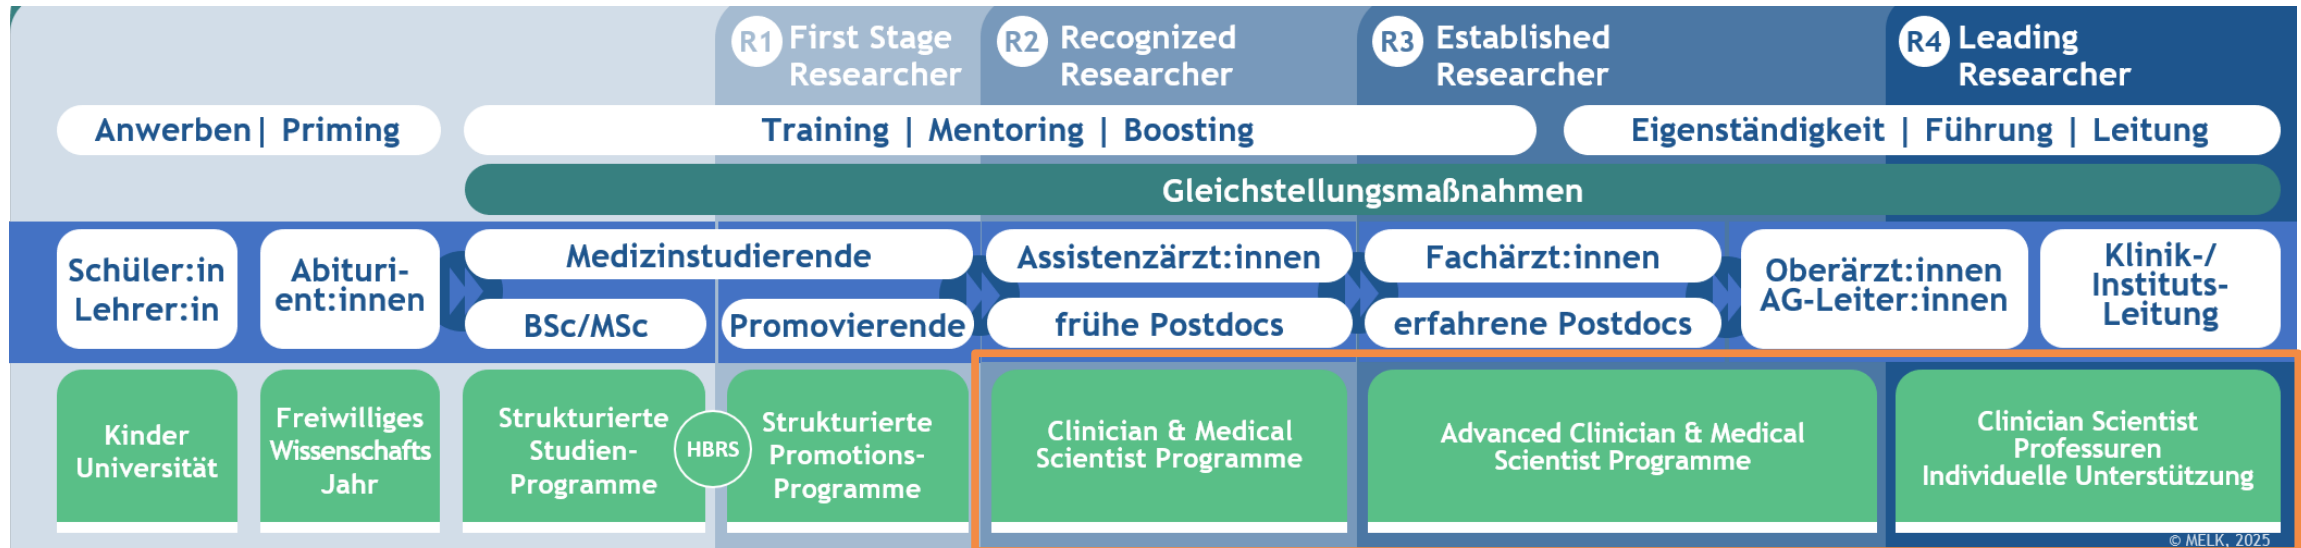 R1 First Stage
Researcher
R2 Recognized
Researcher
R3 Established
Researcher
R4 Leading
Researcher
Anwerben| Priming
Training | Mentoring | Boosting
Eigenständigkeit | Führung | Leitung
Gleichstellungsmaßnahmen
Schüler:in
Lehrer:in
Abituri-
ent:innen
Medizinstudierende
BSc/MSc
Promovierende
Assistenzärzt:innen
frühe Postdocs
Fachärzt:innen
erfahrene Postdocs
Oberärzt:innen
AG-Leiter:innen
Klinik-/
Instituts-
Leitung
Kinder
Universität
Freiwilliges
Wissenschafts
Jahr
Strukturierte
Studien-
Programme
HBRS
Strukturierte
Promotions-
Programme
Clinician & Medical
Scientist Programme
Advanced Clinician & Medical
Scientist Programme
Clinician Scientist
Professuren
Individuelle Unterstützung
© MELK, 2025